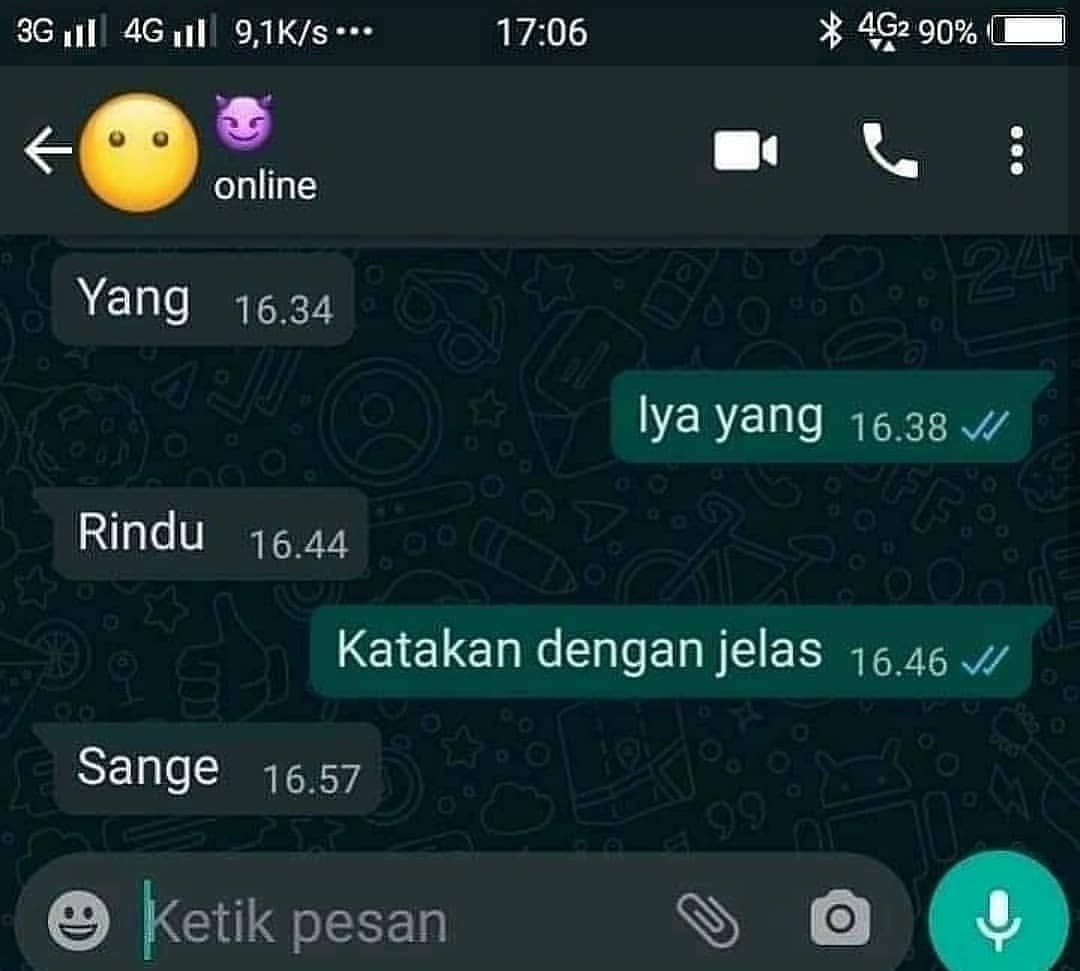 3G 4G 9,1K/s ••• 17:06 4G2 90%
online
Yang 16.34
Iya yang 16.38
Rindu 16.44
Katakan dengan jelas 16.46
Sange 16.57
Ketik pesan